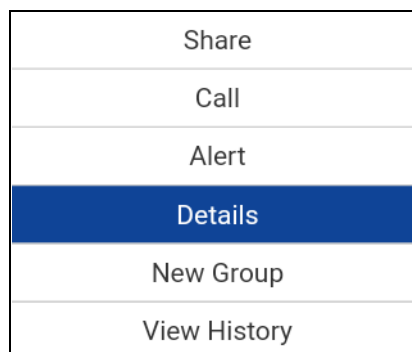 Share
Call
Alert
Details
New Group
View History